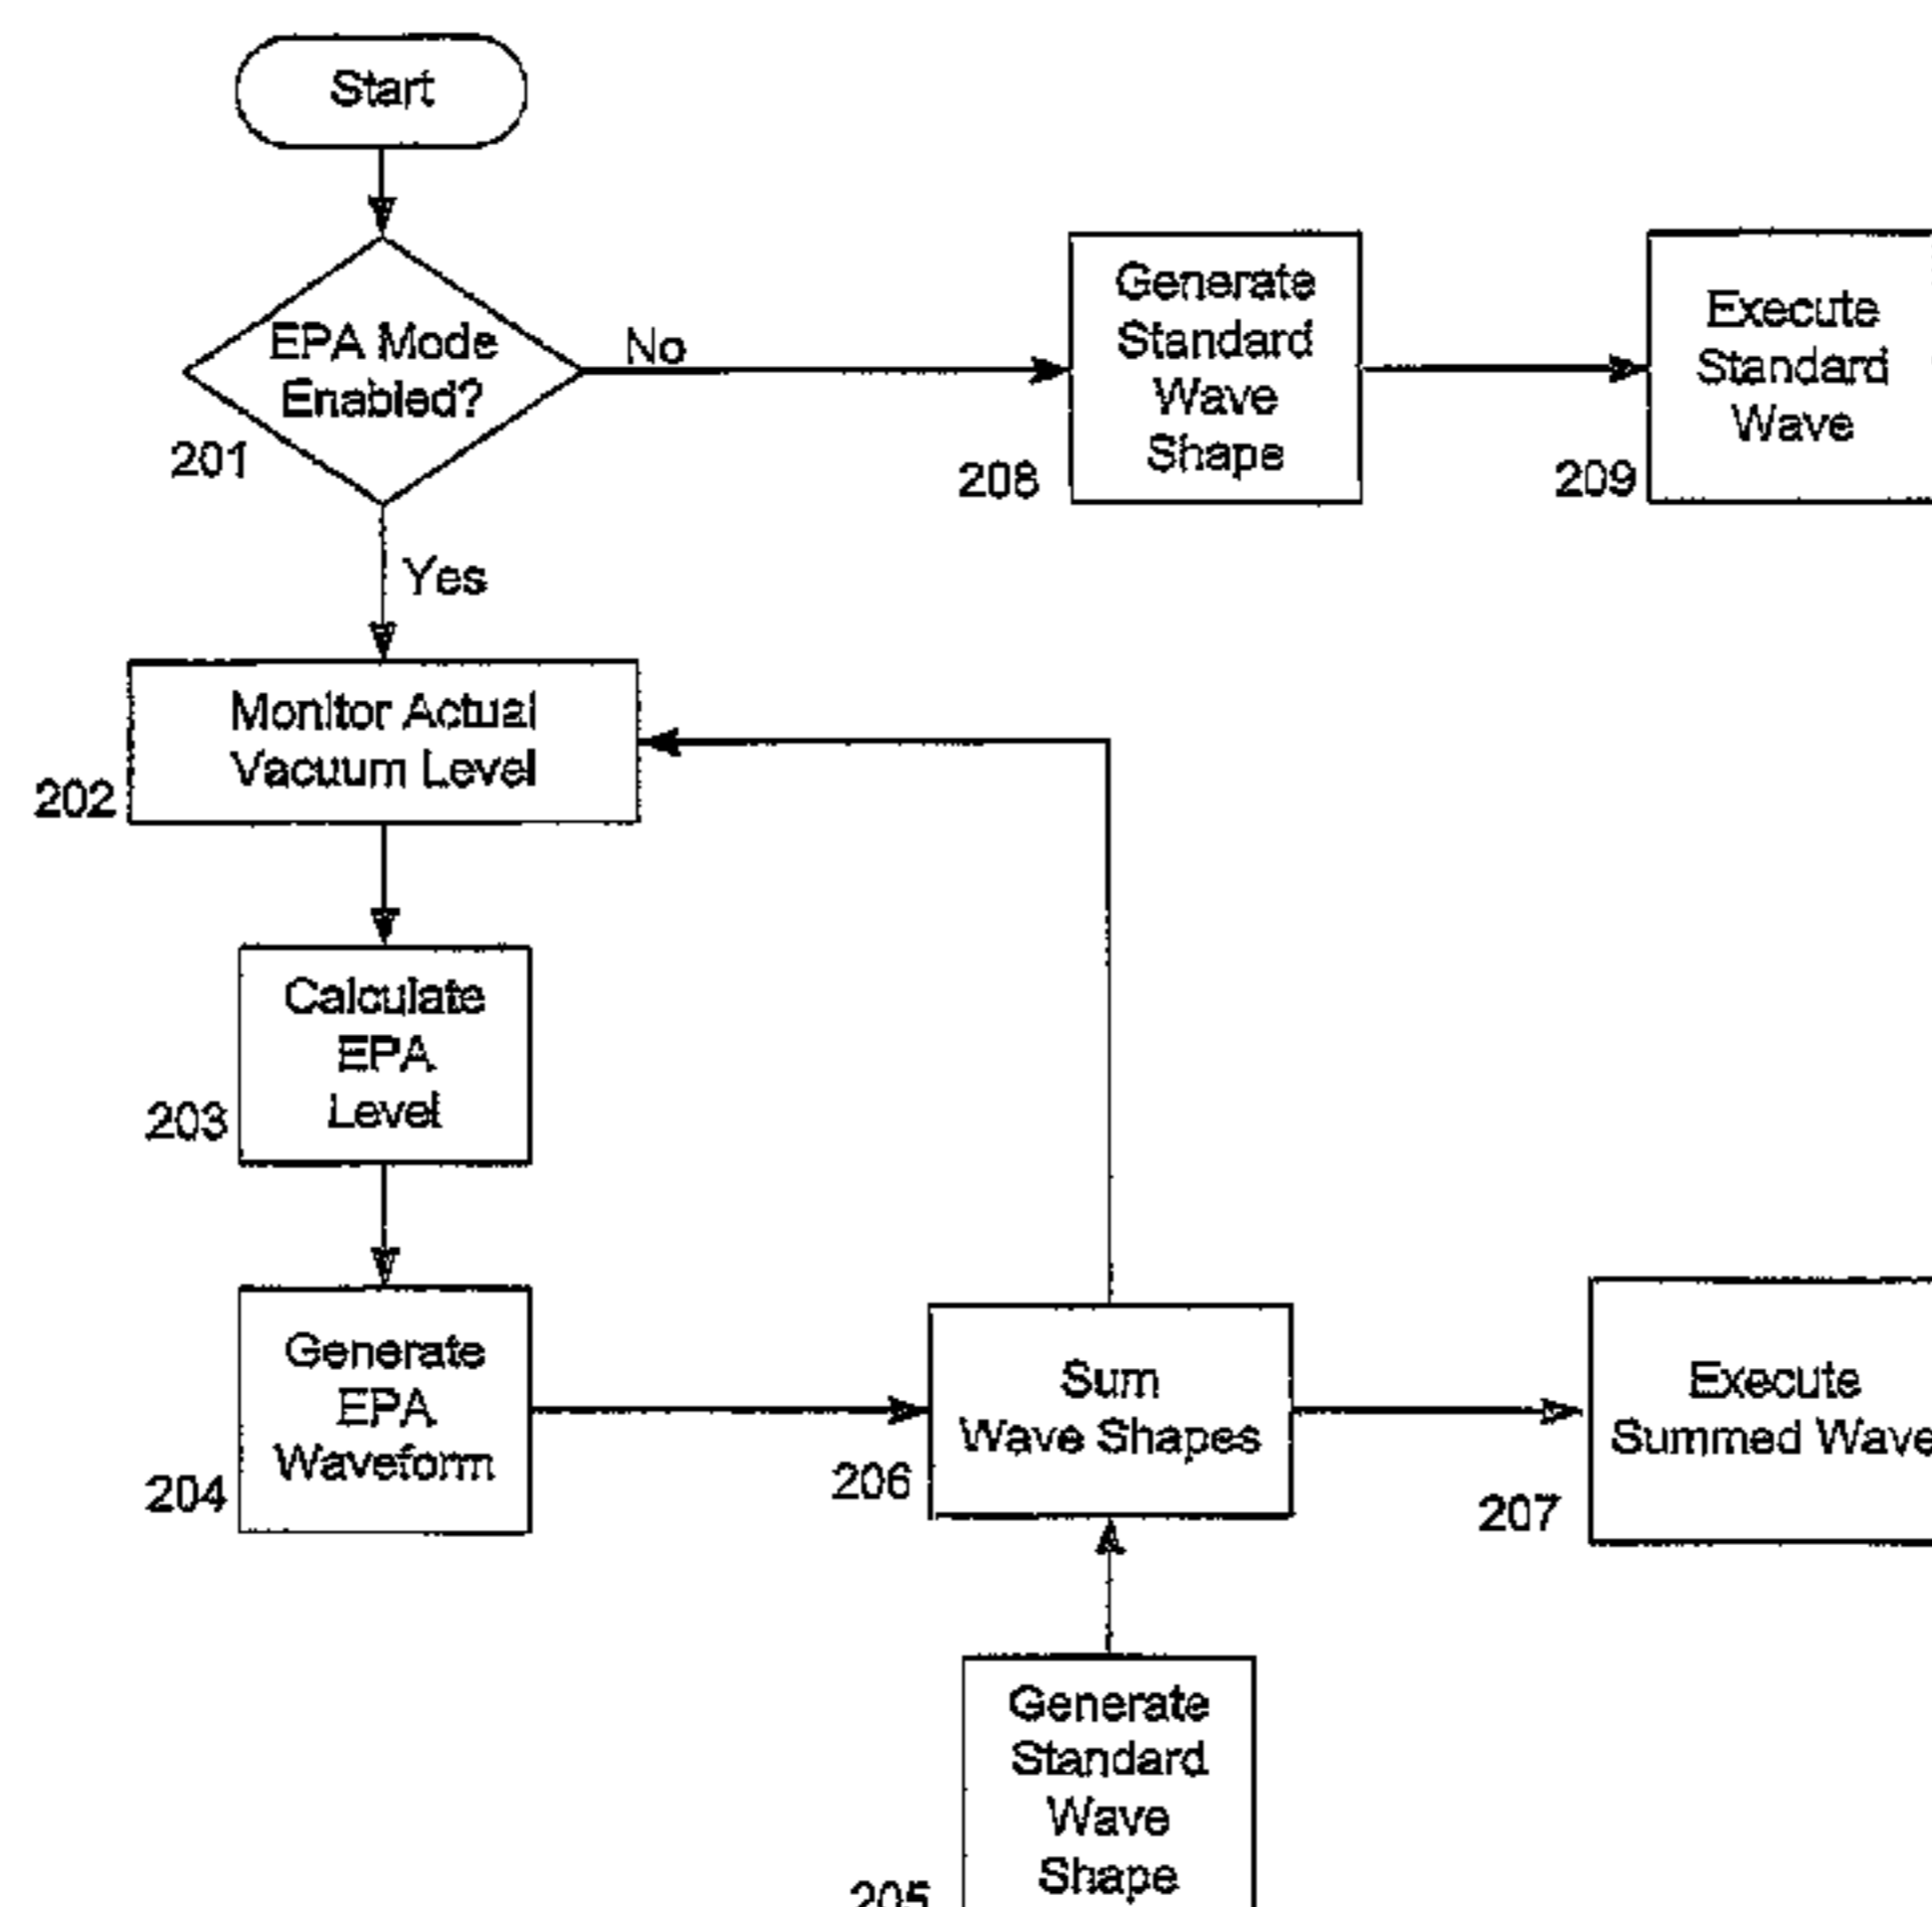 Start
EPA Mode
Enabled?
201
No
Generate
Standard
Wave
Shape
208
Execute
Standard
Wave
209
Yes
Monitor Actual
Vacuum Level
202
Calculate
EPA
Level
203
Generate
EPA
Waveform
204
Sum
Wave Shapes
206
Execute
Summed Wave
207
Generate
Standard
Wave
Shape
205